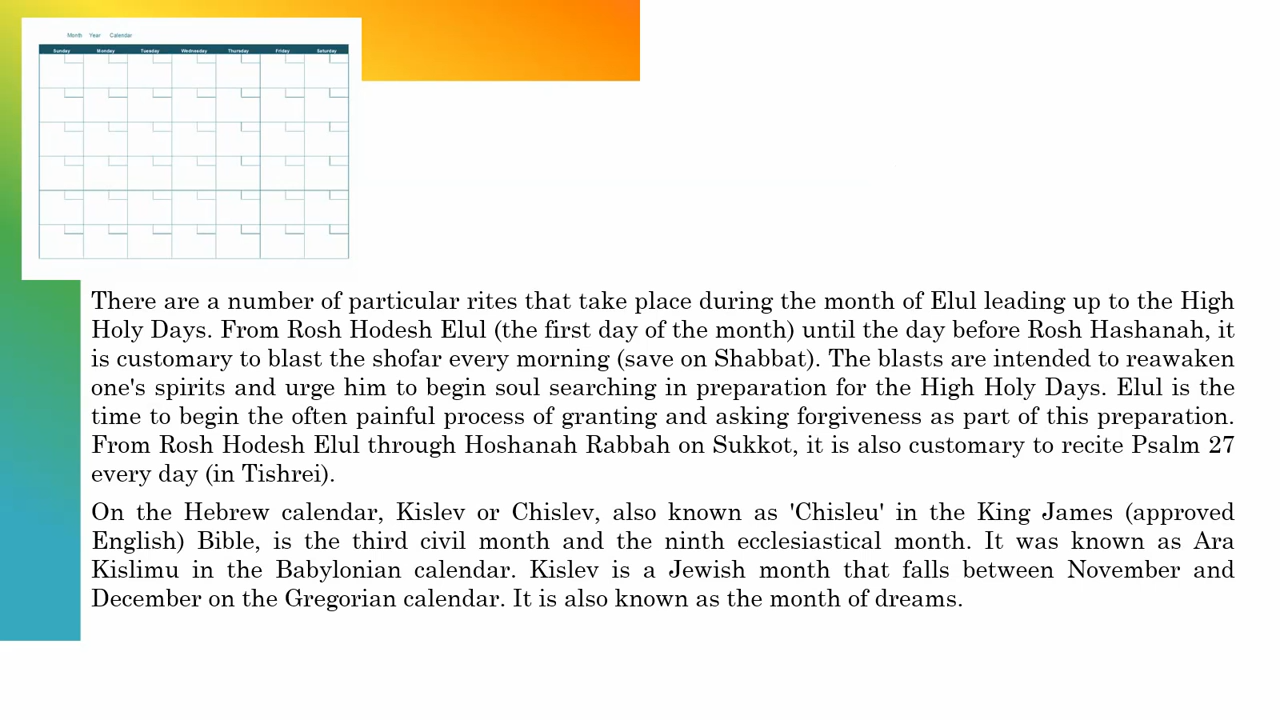 Month Year Calendar
Sunday Monday Tuesday Wednesday Thursday Friday Saturday
There are a number of particular rites that take place during the month of Elul leading up to the High
Holy Days. From Rosh Hodesh Elul (the first day of the month) until the day before Rosh Hashanah, it
is customary to blast the shofar every morning (save on Shabbat). The blasts are intended to reawaken
one's spirits and urge him to begin soul searching in preparation for the High Holy Days. Elul is the
time to begin the often painful process of granting and asking forgiveness as part of this preparation.
From Rosh Hodesh Elul through Hoshanah Rabbah on Sukkot, it is also customary to recite Psalm 27
every day (in Tishrei).
On the Hebrew calendar, Kislev or Chislev, also known as 'Chisleu' in the King James (approved
English) Bible, is the third civil month and the ninth ecclesiastical month. It was known as Ara
Kislimu in the Babylonian calendar. Kislev is a Jewish month that falls between November and
December on the Gregorian calendar. It is also known as the month of dreams.